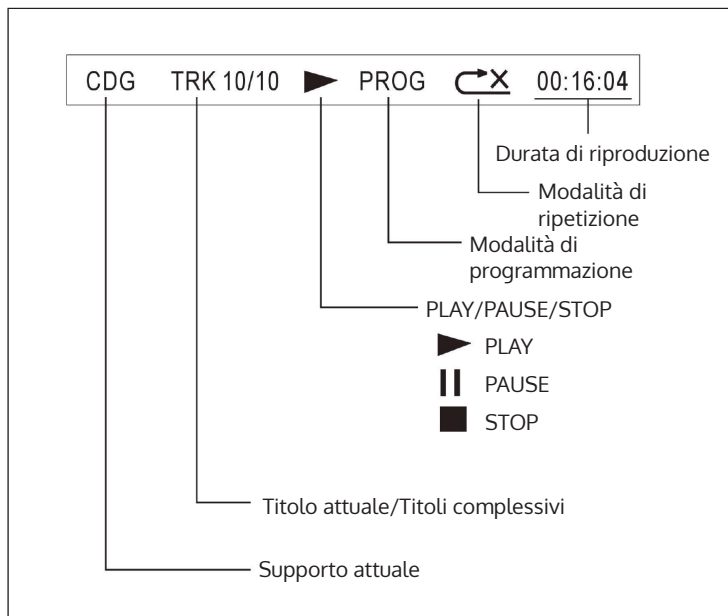 CDG TRK 10/10 PROG 00:16:04
Durata di riproduzione
Modalità di
ripetizione
Modalità di
programmazione
PLAY/PAUSE/STOP
PLAY
PAUSE
STOP
Titolo attuale/Titoli complessivi
Supporto attuale